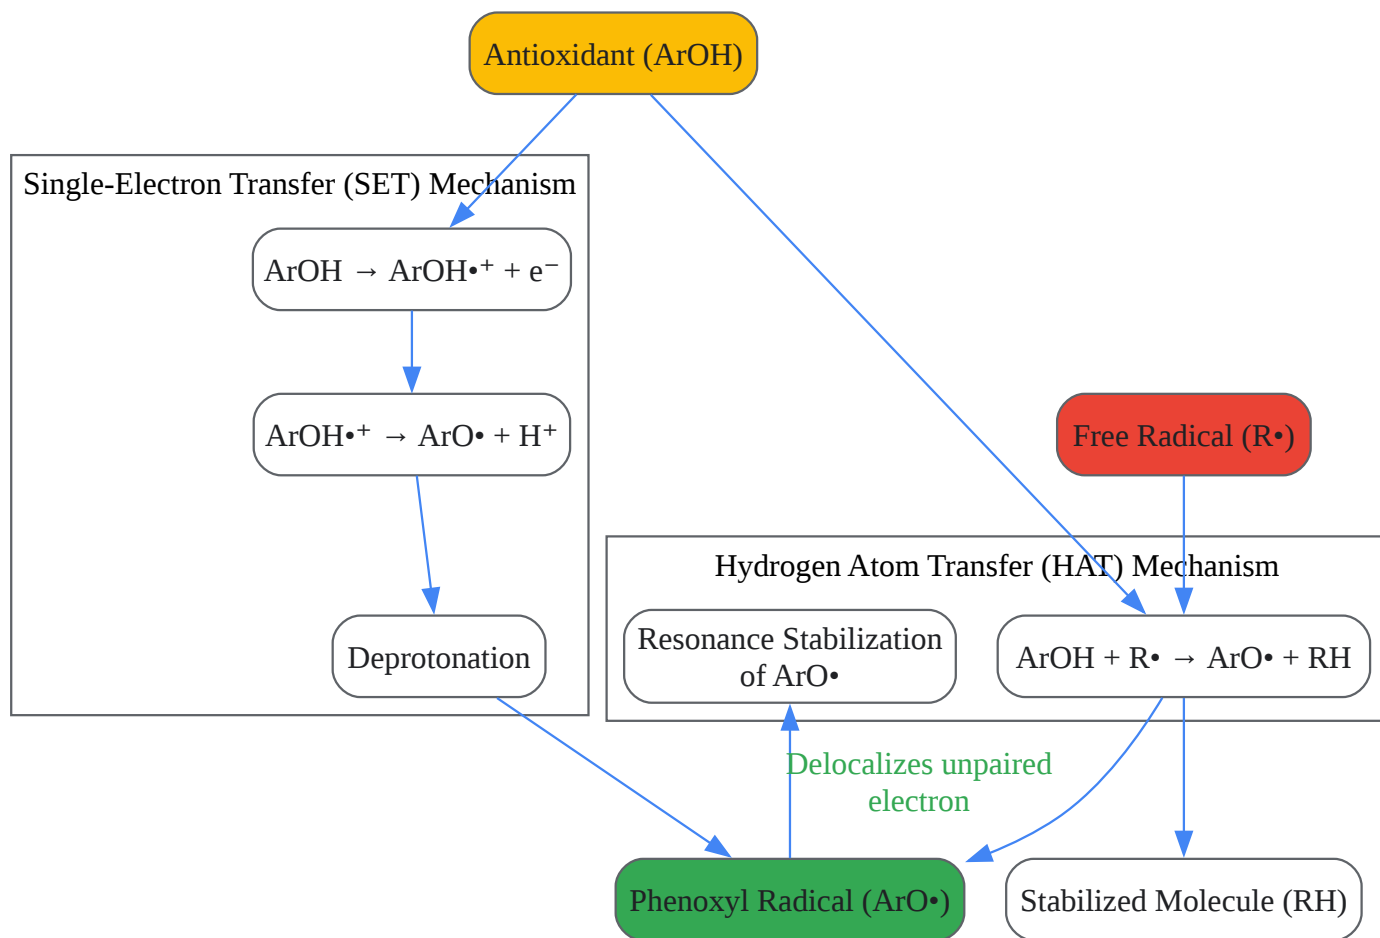 Antioxidant (ArOH)
Single-Electron Transfer (SET) Mechanism
ArOH → ArOH•⁺ + e⁻
ArOH•⁺ → ArO• + H⁺
Free Radical (R•)
Hydrogen Atom Transfer (HAT) Mechanism
Deprotonation
Resonance Stabilization
of ArO•
ArOH + R• → ArO• + RH
Delocalizes unpaired
electron
Phenoxyl Radical (ArO•)
Stabilized Molecule (RH)